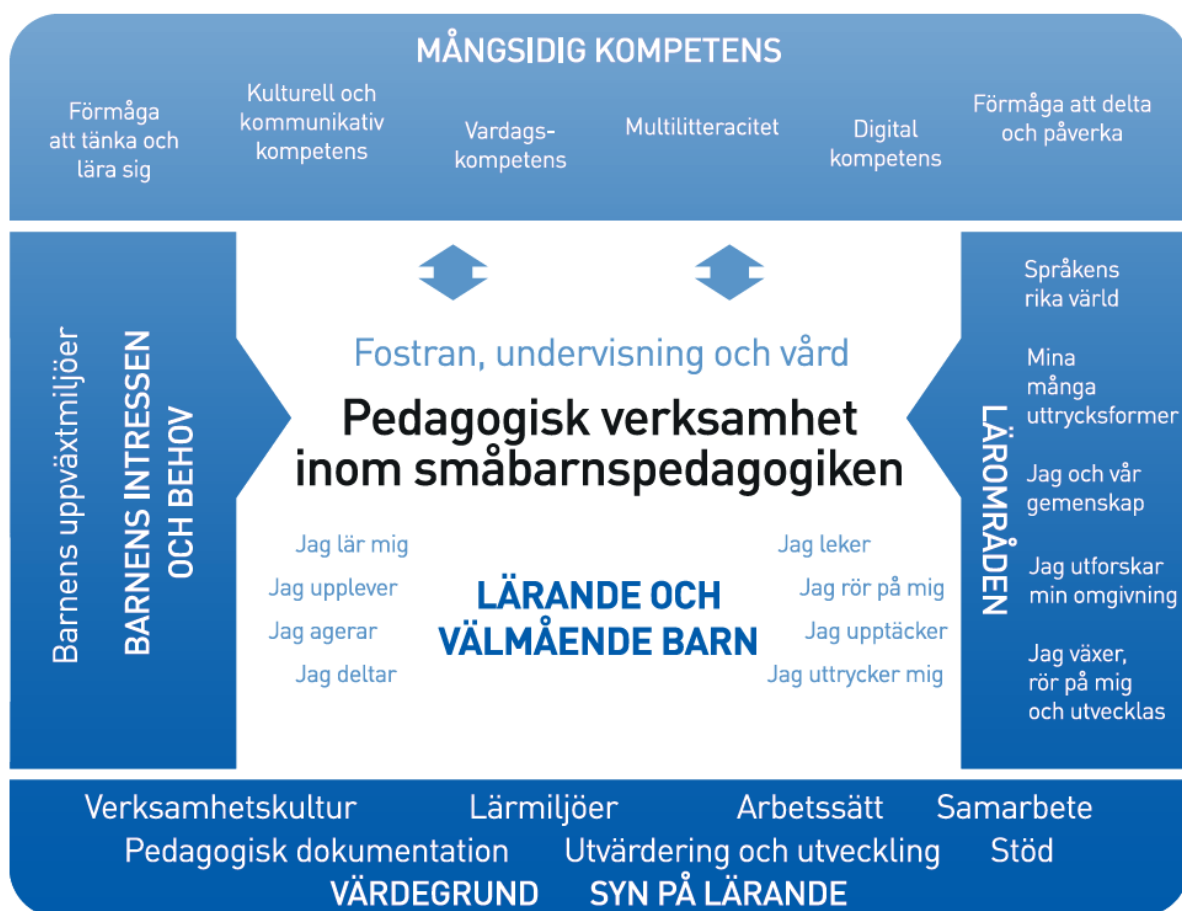 MÅNGSIDIG KOMPETENS
Förmåga
att tänka och
lära sig
Kulturell och
kommunikativ
kompetens
Vardags-
kompetens
Multilitteracitet
Digital
kompetens
Förmåga att delta
och påverka
Barnens uppväxtmiljöer
BARNENS INTRESSEN
OCH BEHOV
Fostran, undervisning och vård
Pedagogisk verksamhet
inom småbarnspedagogiken
Jag lär mig
Jag upplever
Jag agerar
Jag deltar
LÄRANDE OCH
VÄLMÅENDE BARN
Jag leker
Jag rör på mig
Jag upptäcker
Jag uttrycker mig
LÄROMRÅDEN
Språkens
rika värld
Mina
många
uttrycksformer
Jag och vår
gemenskap
Jag utforskar
min omgivning
Jag växer,
rör på mig
och utvecklas
Verksamhetskultur Lärmiljöer Arbetssätt Samarbete
Pedagogisk dokumentation Utvärdering och utveckling Stöd
VÄRDEGRUND SYN PÅ LÄRANDE